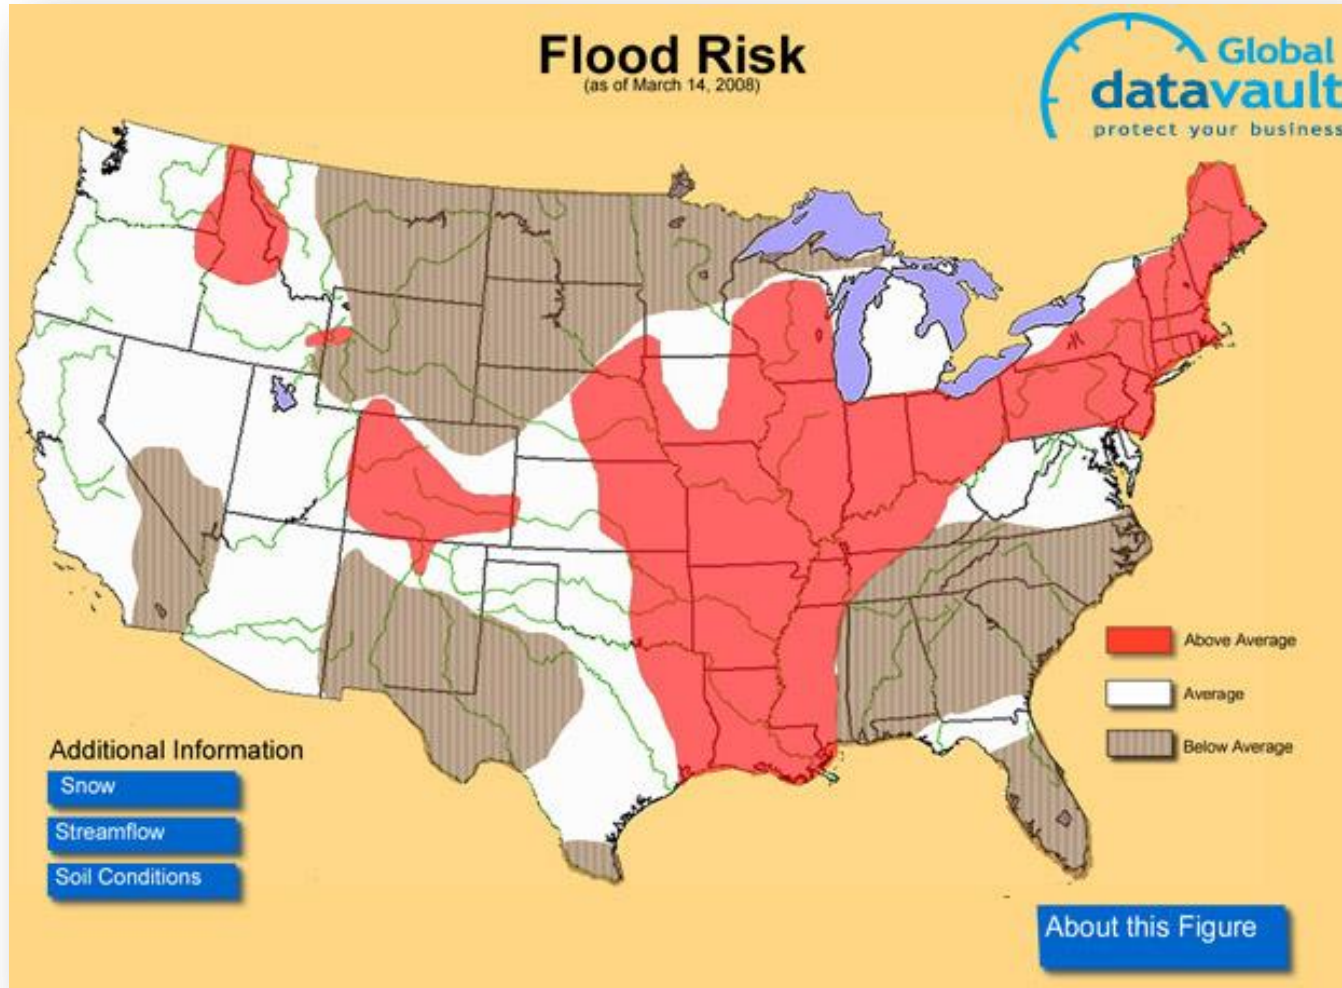 Flood Risk
(as of March 14, 2008)
Global
datavault
protect your business
Above Average
Average
Below Average
Additional Information
Snow
Streamflow
Soil Conditions
About this Figure